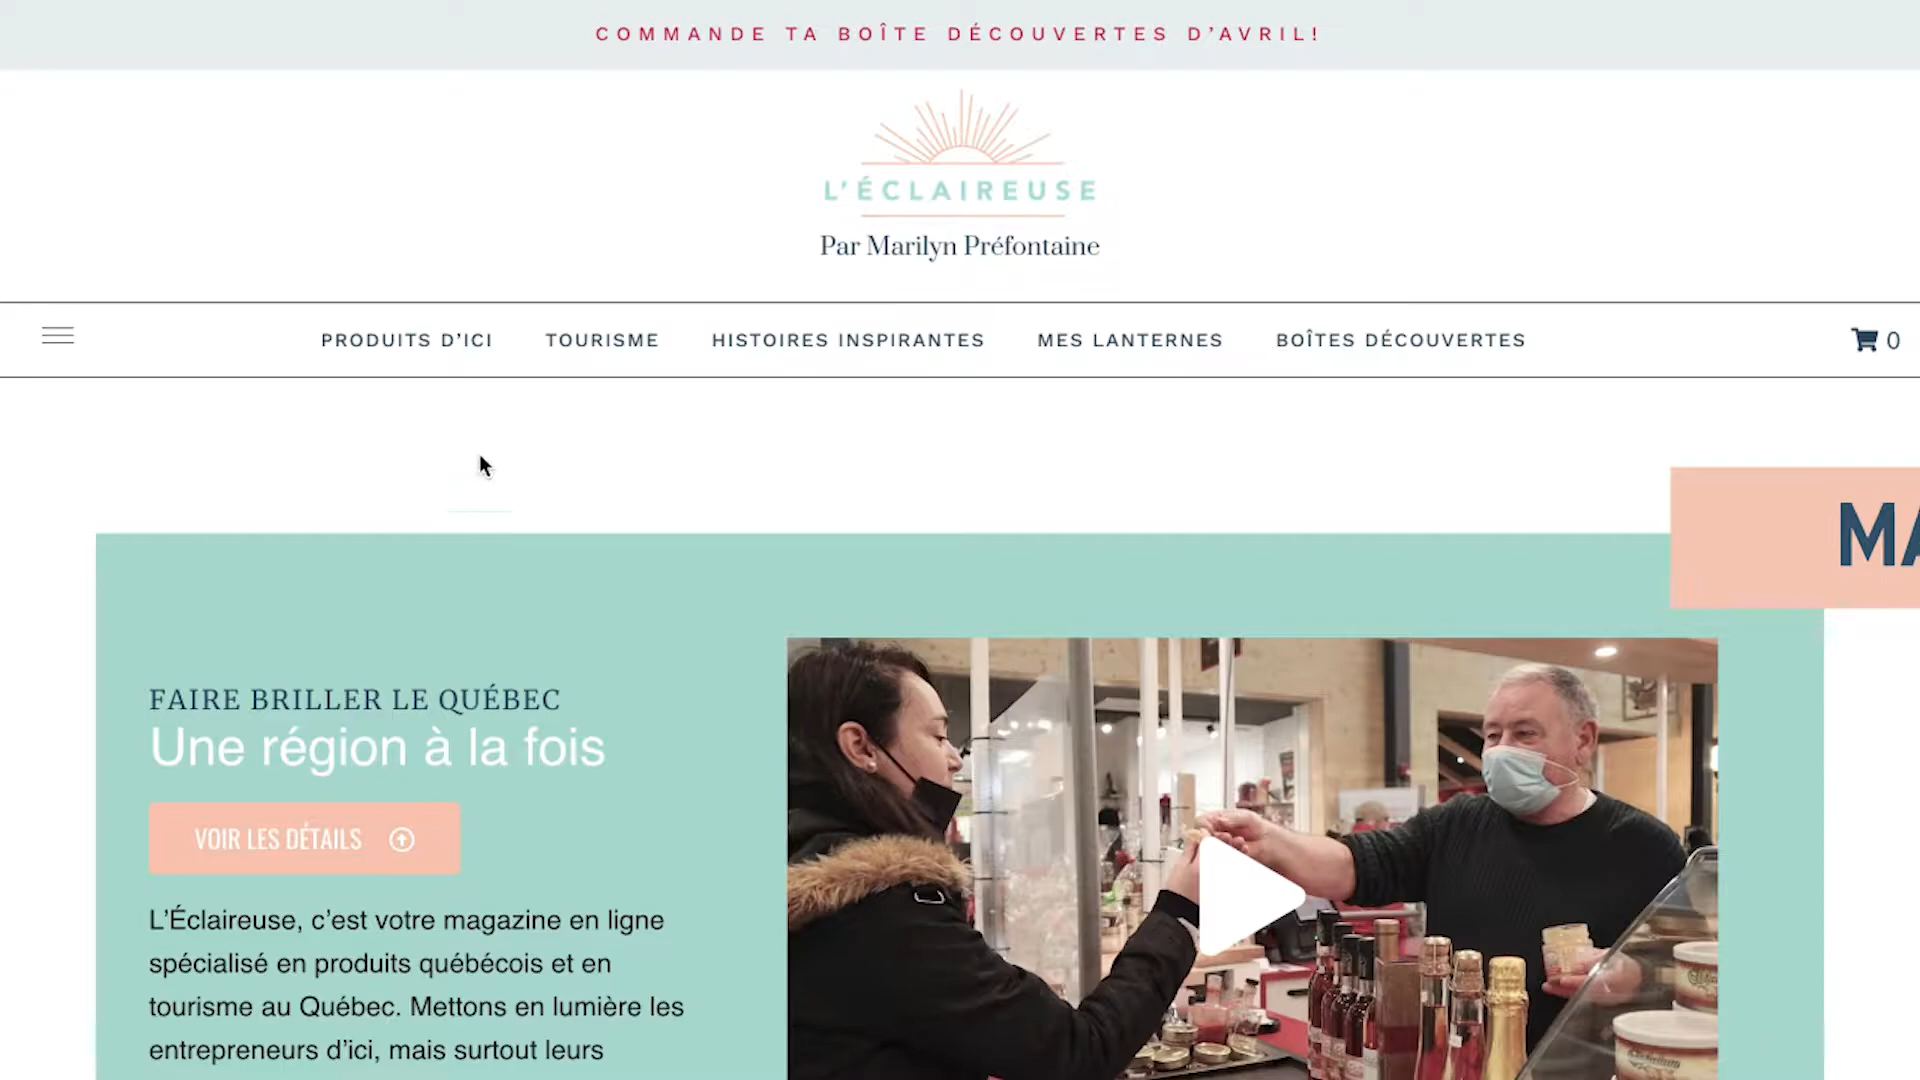 COMMANDE TA BOÎTE DÉCOUVERTES D’AVRIL!
L’ÉCLAIREUSE
Par Marilyn Préfontaine
PRODUITS D’ICI TOURISME HISTOIRES INSPIRANTES MES LANTERNES BOÎTES DÉCOUVERTES 0
MA
FAIRE BRILLER LE QUÉBEC
Une région à la fois
VOIR LES DÉTAILS
L’Éclaireuse, c’est votre magazine en ligne
spécialisé en produits québécois et en
tourisme au Québec. Mettons en lumière les
entrepreneurs d’ici, mais surtout leurs